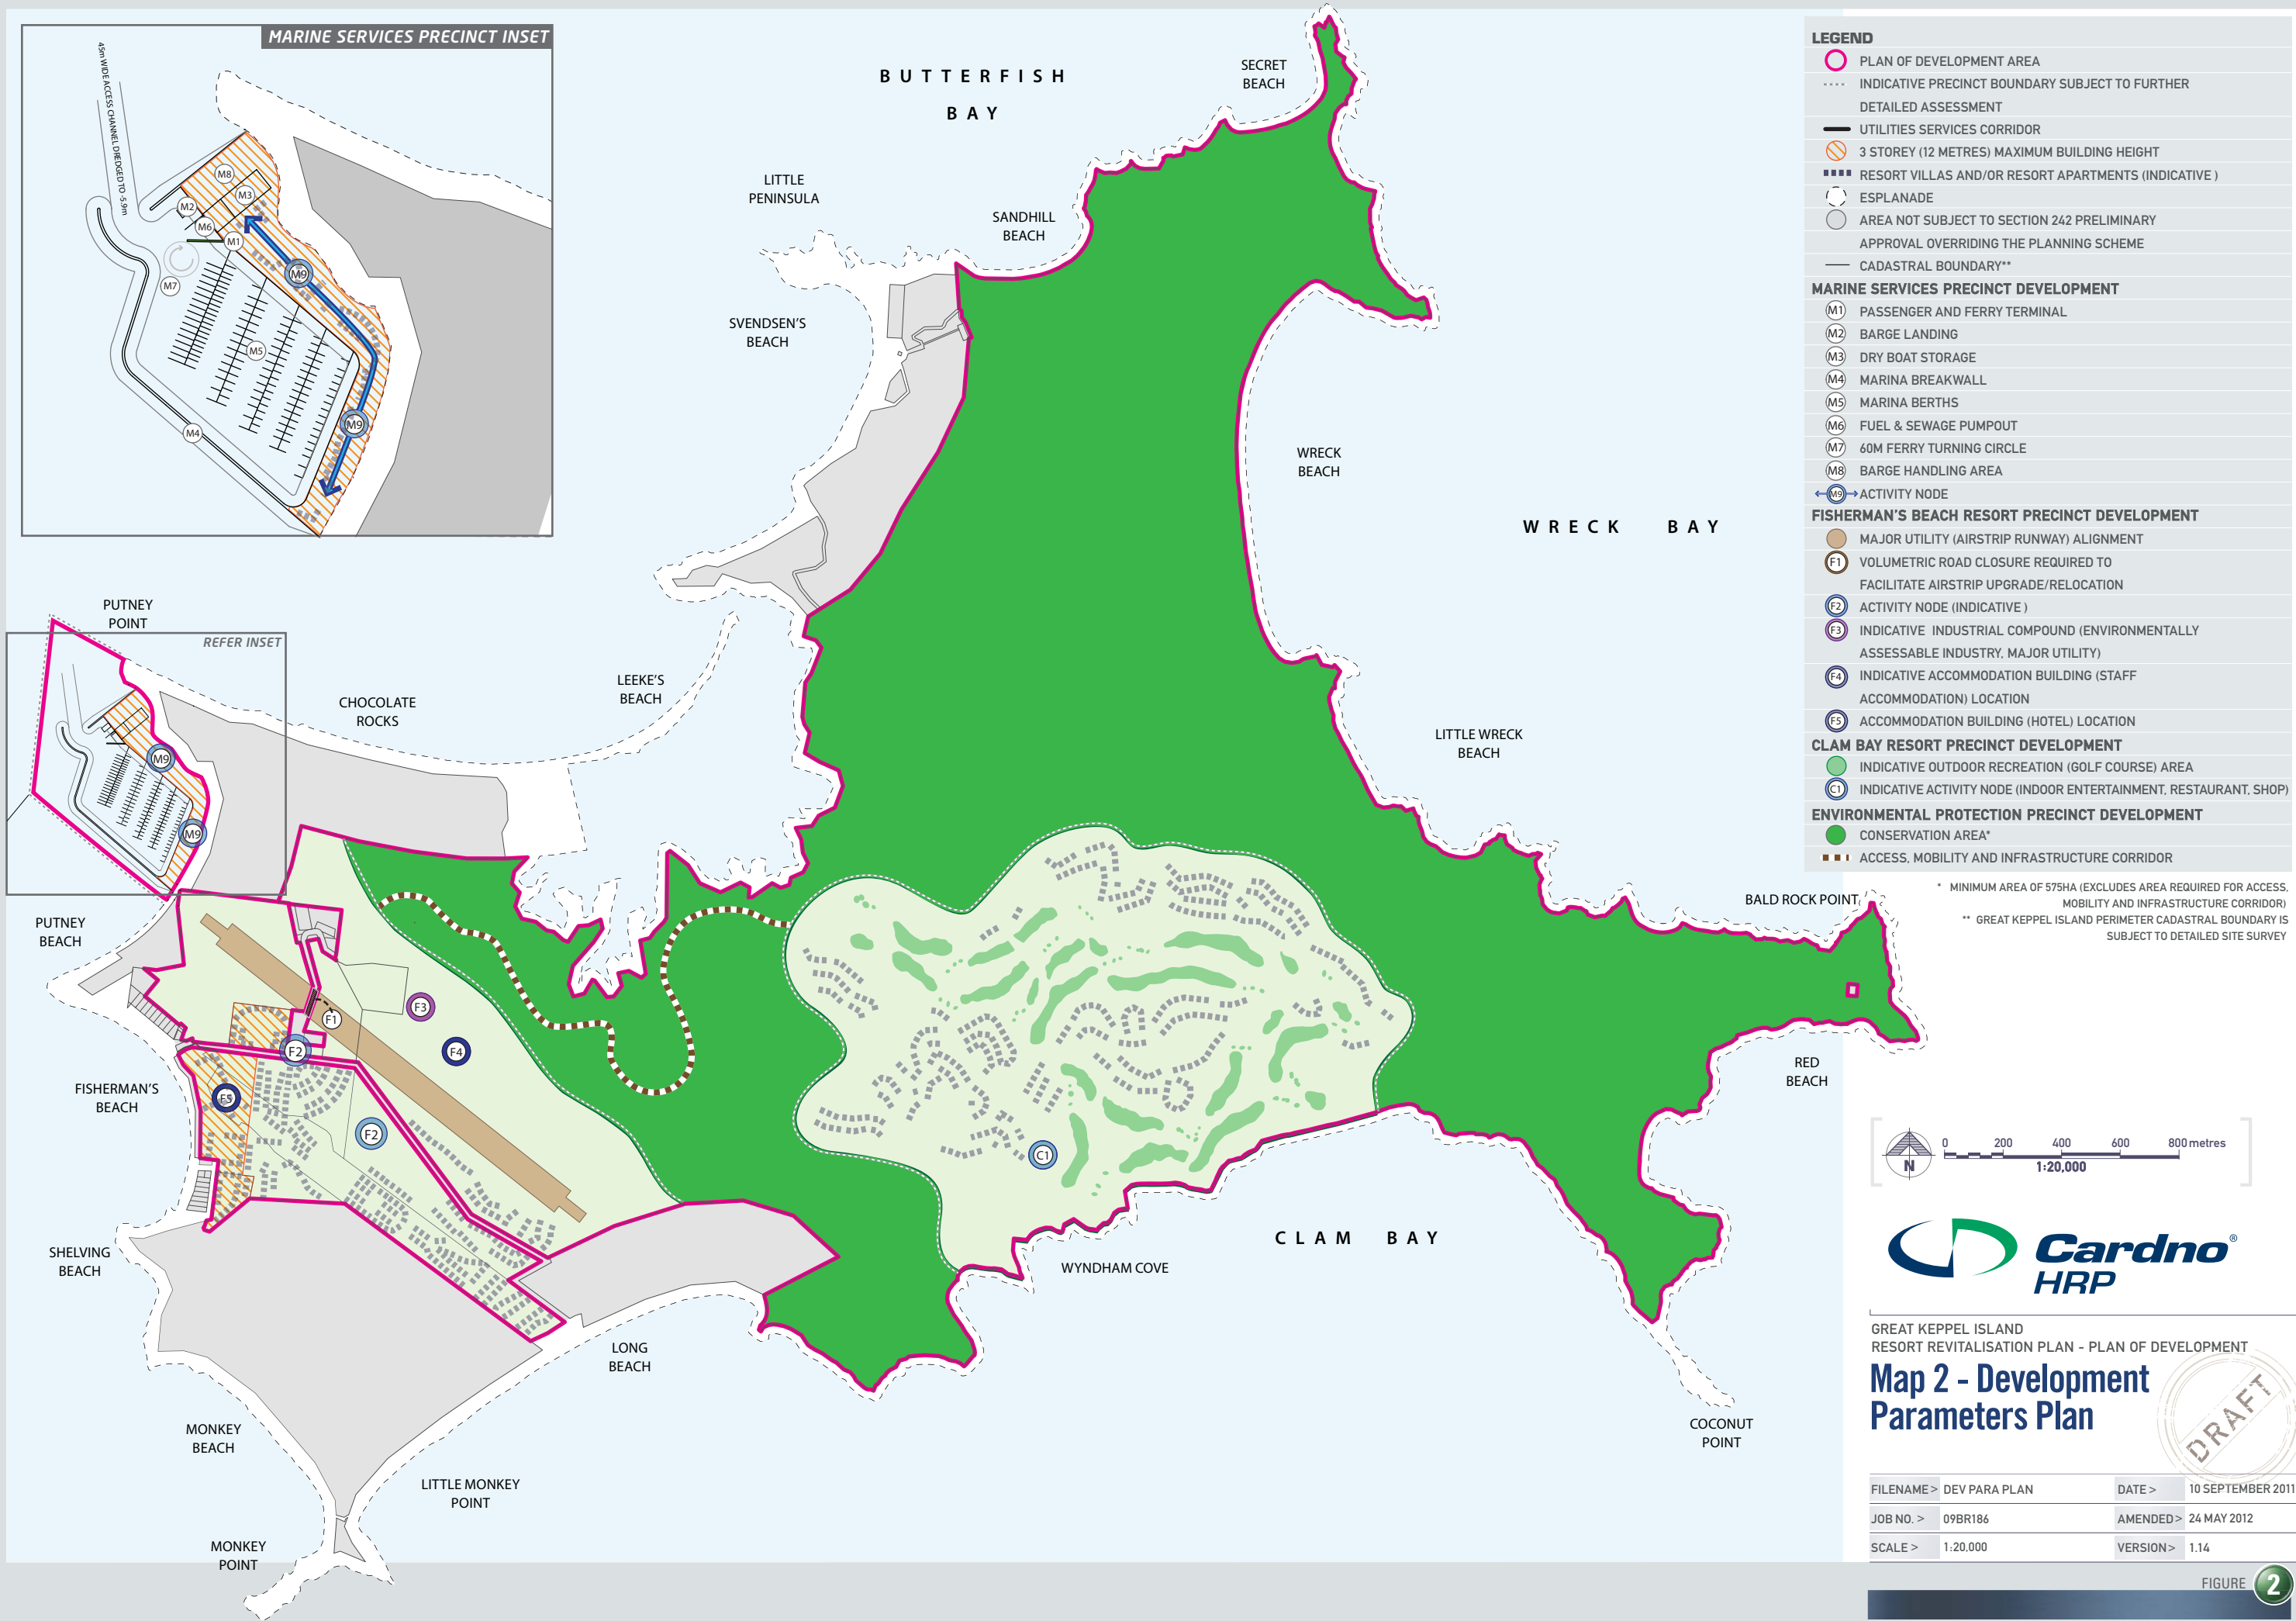 MARINE SERVICES PRECINCT INSET
45m WIDE ACCESS CHANNEL DREDGED TO -5.9m
M8
M3
M2
M6
M1
M9
M7
M5
M9
M4
BUTTERFISH
BAY
SECRET
BEACH
LITTLE
PENINSULA
SANDHILL
BEACH
SVENDSEN'S
BEACH
WRECK
BEACH
WRECK BAY
PUTNEY
POINT
REFER INSET
CHOCOLATE
ROCKS
LEEKE'S
BEACH
LITTLE WRECK
BEACH
M9
M9
BALD ROCK POINT
PUTNEY
BEACH
F3
F1
F4
F2
FISHERMAN'S
BEACH
F5
F2
C1
RED
BEACH
SHELVING
BEACH
CLAM BAY
WYNDHAM COVE
LONG
BEACH
MONKEY
BEACH
COCONUT
POINT
LITTLE MONKEY
POINT
MONKEY
POINT
LEGEND
PLAN OF DEVELOPMENT AREA
INDICATIVE PRECINCT BOUNDARY SUBJECT TO FURTHER
DETAILED ASSESSMENT
UTILITIES SERVICES CORRIDOR
3 STOREY (12 METRES) MAXIMUM BUILDING HEIGHT
RESORT VILLAS AND/OR RESORT APARTMENTS (INDICATIVE )
ESPLANADE
AREA NOT SUBJECT TO SECTION 242 PRELIMINARY
APPROVAL OVERRIDING THE PLANNING SCHEME
CADASTRAL BOUNDARY**
MARINE SERVICES PRECINCT DEVELOPMENT
M1 PASSENGER AND FERRY TERMINAL
M2 BARGE LANDING
M3 DRY BOAT STORAGE
M4 MARINA BREAKWALL
M5 MARINA BERTHS
M6 FUEL & SEWAGE PUMPOUT
M7 60M FERRY TURNING CIRCLE
M8 BARGE HANDLING AREA
M9 ACTIVITY NODE
FISHERMAN'S BEACH RESORT PRECINCT DEVELOPMENT
MAJOR UTILITY (AIRSTRIP RUNWAY) ALIGNMENT
F1 VOLUMETRIC ROAD CLOSURE REQUIRED TO
FACILITATE AIRSTRIP UPGRADE/RELOCATION
F2 ACTIVITY NODE (INDICATIVE )
F3 INDICATIVE INDUSTRIAL COMPOUND (ENVIRONMENTALLY
ASSESSABLE INDUSTRY, MAJOR UTILITY)
F4 INDICATIVE ACCOMMODATION BUILDING (STAFF
ACCOMMODATION) LOCATION
F5 ACCOMMODATION BUILDING (HOTEL) LOCATION
CLAM BAY RESORT PRECINCT DEVELOPMENT
INDICATIVE OUTDOOR RECREATION (GOLF COURSE) AREA
C1 INDICATIVE ACTIVITY NODE (INDOOR ENTERTAINMENT, RESTAURANT, SHOP)
ENVIRONMENTAL PROTECTION PRECINCT DEVELOPMENT
CONSERVATION AREA*
ACCESS, MOBILITY AND INFRASTRUCTURE CORRIDOR
* MINIMUM AREA OF 575HA (EXCLUDES AREA REQUIRED FOR ACCESS,
MOBILITY AND INFRASTRUCTURE CORRIDOR)
** GREAT KEPPEL ISLAND PERIMETER CADASTRAL BOUNDARY IS
SUBJECT TO DETAILED SITE SURVEY
N
0 200 400 600 800 metres
1:20,000
Cardno®
HRP
GREAT KEPPEL ISLAND
RESORT REVITALISATION PLAN - PLAN OF DEVELOPMENT
Map 2 - Development
Parameters Plan
DRAFT
FILENAME > DEV PARA PLAN DATE > 10 SEPTEMBER 2011
JOB NO. > 09BR186 AMENDED > 24 MAY 2012
SCALE > 1:20,000 VERSION > 1.14
FIGURE 2